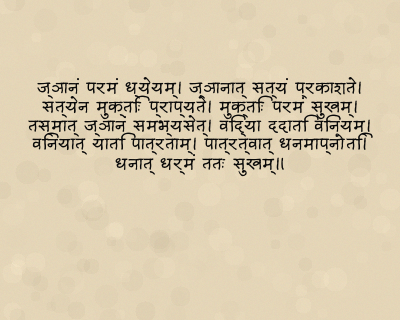 ज्ञानं परमं ध्येयम्। ज्ञानात् सत्यं प्रकाशते।
सत्येन मुक्तिः प्राप्यते। मुक्तिः परमं सुखम्।
तस्मात् ज्ञानं समभ्यसेत्। विद्या ददाति विनयम्।
विनयात् याति पात्रताम्। पात्रत्वात् धनमाप्नोति।
धनात् धर्मं ततः सुखम्॥